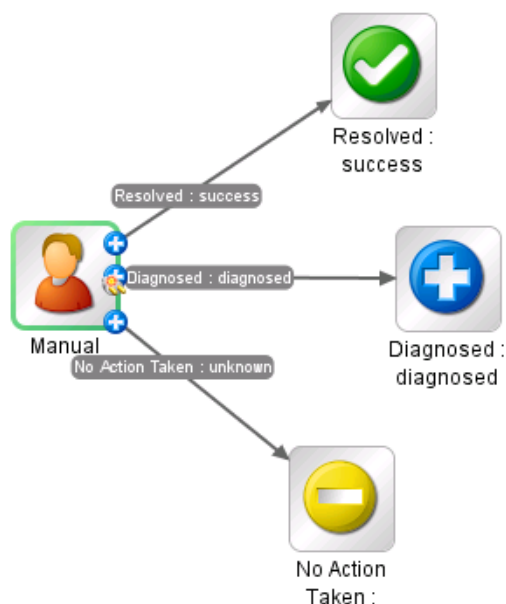 Resolved :
success
Resolved : success
Diagnosed : diagnosed
Manual
Diagnosed :
diagnosed
No Action Taken : unknown
No Action
Taken :